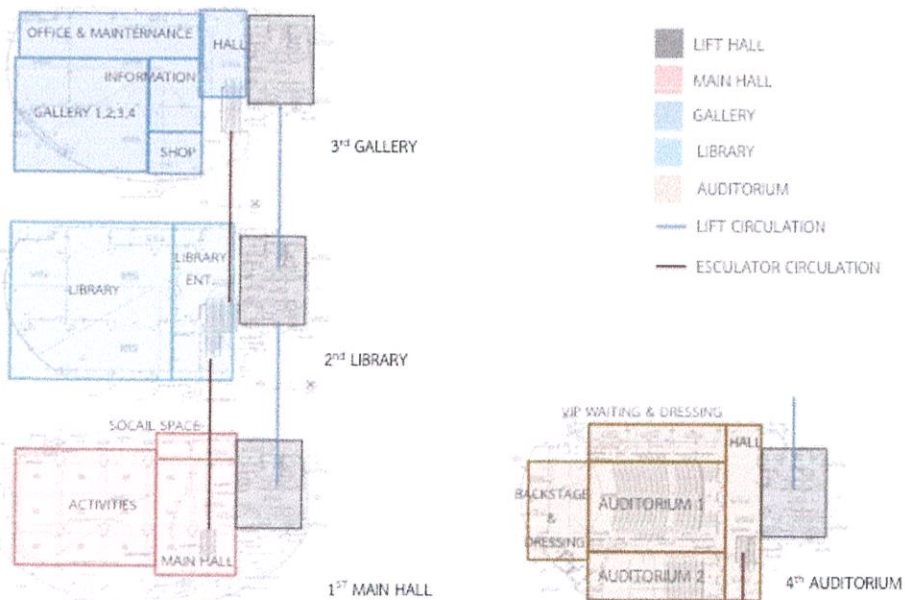 OFFICE & MAINTERNANCE
HALL
INFORMATION
GALLERY 1,2,3,4
SHOP
3rd GALLERY
LIBRARY
LIBRARY
ENT.
2nd LIBRARY
SOCAIL SPACE
ACTIVITIES
MAIN HALL
1ST MAIN HALL
LIFT HALL
MAIN HALL
GALLERY
LIBRARY
AUDITORIUM
LIFT CIRCULATION
ESCULATOR CIRCULATION
VIP WAITING & DRESSING
HALL
BACKSTAGE
&
DRESSING
AUDITORIUM 1
AUDITORIUM 2
4th AUDITORIUM